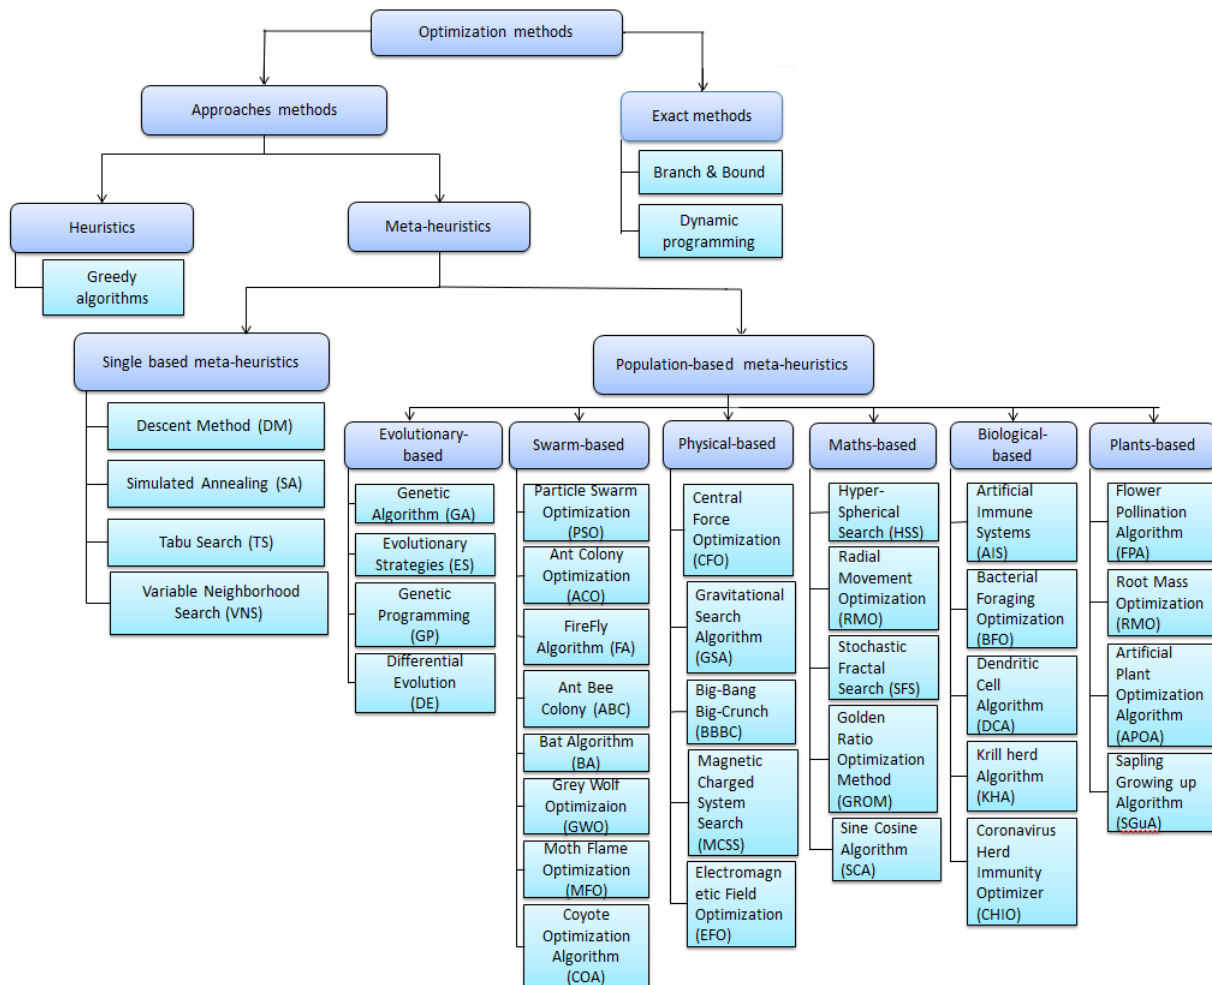 Optimization methods
Approaches methods
Exact methods
Branch & Bound
Dynamic
programming
Heuristics
Greedy
algorithms
Meta-heuristics
Single based meta-heuristics
Descent Method (DM)
Simulated Annealing (SA)
Tabu Search (TS)
Variable Neighborhood
Search (VNS)
Population-based meta-heuristics
Evolutionary-
based
Genetic
Algorithm (GA)
Evolutionary
Strategies (ES)
Genetic
Programming
(GP)
Differential
Evolution
(DE)
Swarm-based
Particle Swarm
Optimization
(PSO)
Ant Colony
Optimization
(ACO)
FireFly
Algorithm (FA)
Ant Bee
Colony (ABC)
Bat Algorithm
(BA)
Grey Wolf
Optimizaion
(GWO)
Moth Flame
Optimization
(MFO)
Coyote
Optimization
Algorithm
(COA)
Physical-based
Central
Force
Optimization
(CFO)
Gravitational
Search
Algorithm
(GSA)
Big-Bang
Big-Crunch
(BBBC)
Magnetic
Charged
System
Search
(MCSS)
Electromagn
etic Field
Optimization
(EFO)
Maths-based
Hyper-
Spherical
Search (HSS)
Radial
Movement
Optimization
(RMO)
Stochastic
Fractal
Search (SFS)
Golden
Ratio
Optimization
Method
(GROM)
Sine Cosine
Algorithm
(SCA)
Biological-
based
Artificial
Immune
Systems
(AIS)
Bacterial
Foraging
Optimization
(BFO)
Dendritic
Cell
Algorithm
(DCA)
Krill herd
Algorithm
(KHA)
Coronavirus
Herd
Immunity
Optimizer
(CHIO)
Plants-based
Flower
Pollination
Algorithm
(FPA)
Root Mass
Optimization
(RMO)
Artificial
Plant
Optimization
Algorithm
(APOA)
Sapling
Growing up
Algorithm
(SGuA)